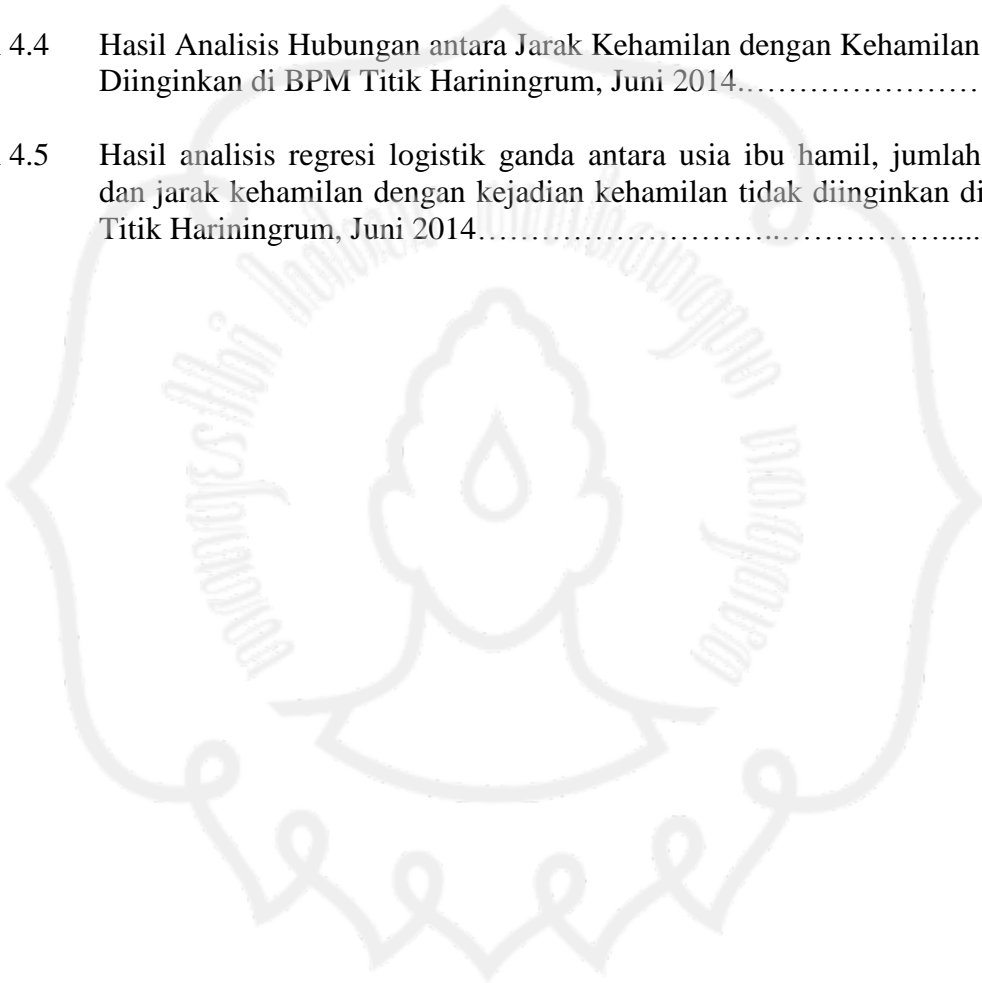 4.4 Hasil Analisis Hubungan antara Jarak Kehamilan dengan Kehamilan
Diinginkan di BPM Titik Hariningrum, Juni 2014.……………………
4.5 Hasil analisis regresi logistik ganda antara usia ibu hamil, jumlah
dan jarak kehamilan dengan kejadian kehamilan tidak diinginkan di
Titik Hariningrum, Juni 2014………………………..…………….....